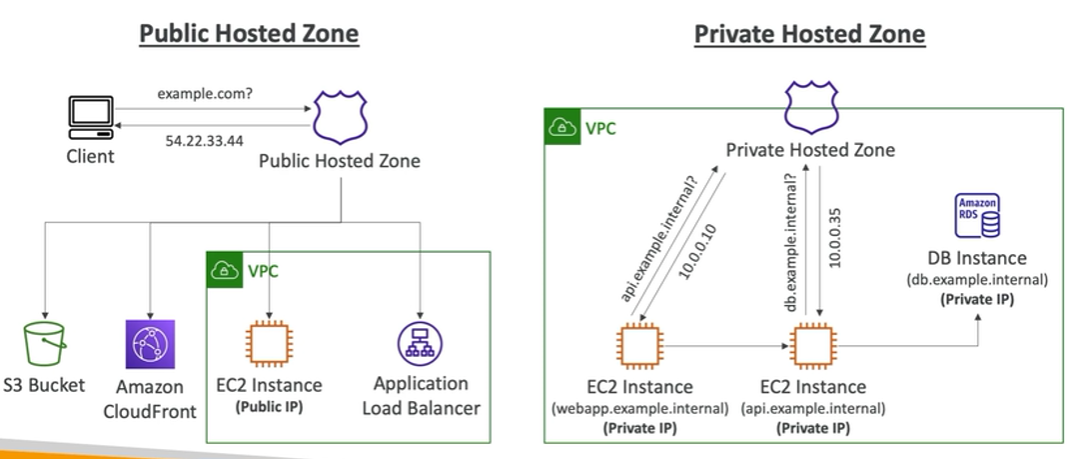 Public Hosted Zone
example.com?
54.22.33.44
Client
Public Hosted Zone
VPC
S3 Bucket
Amazon
CloudFront
EC2 Instance
(Public IP)
Application
Load Balancer
Private Hosted Zone
VPC
Private Hosted Zone
api.example.internal?
10.0.0.10
db.example.internal?
10.0.0.35
Amazon
RDS
DB Instance
(db.example.internal)
(Private IP)
EC2 Instance
(webapp.example.internal)
(Private IP)
EC2 Instance
(api.example.internal)
(Private IP)